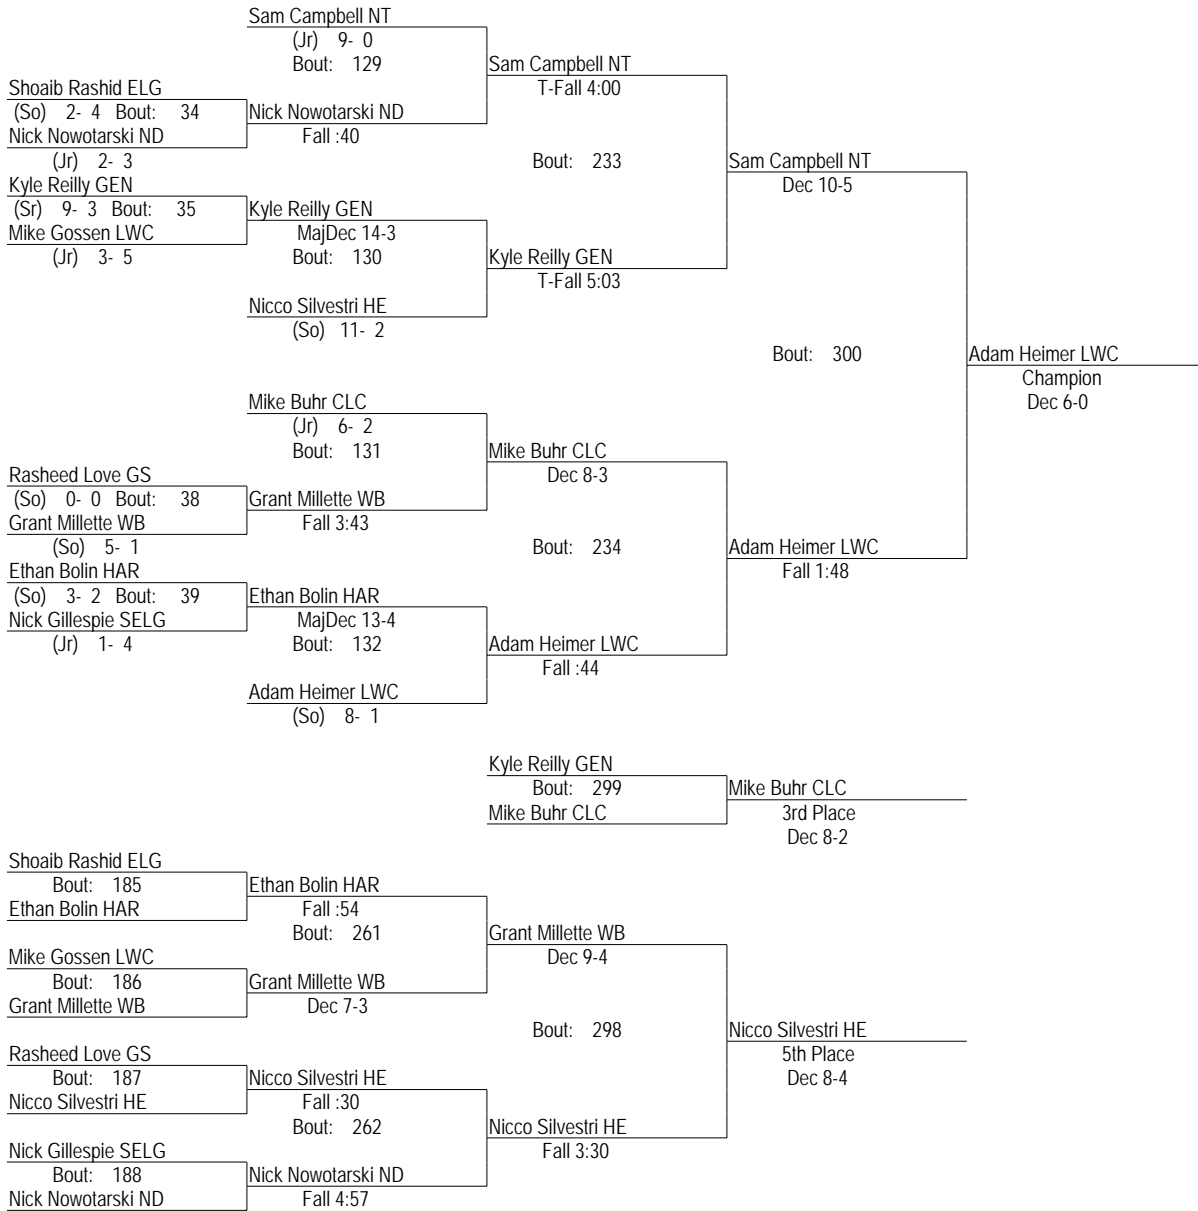 Sam Campbell NT
(Jr) 9- 0
Bout: 129
Sam Campbell NT
T-Fall 4:00
Shoaib Rashid ELG
(So) 2- 4 Bout: 34
Nick Nowotarski ND
Nick Nowotarski ND
Fall :40
(Jr) 2- 3
Bout: 233
Sam Campbell NT
Dec 10-5
Kyle Reilly GEN
(Sr) 9- 3 Bout: 35
Kyle Reilly GEN
Mike Gossen LWC
MajDec 14-3
(Jr) 3- 5
Bout: 130
Kyle Reilly GEN
T-Fall 5:03
Nicco Silvestri HE
(So) 11- 2
Bout: 300
Adam Heimer LWC
Champion
Dec 6-0
Mike Buhr CLC
(Jr) 6- 2
Bout: 131
Mike Buhr CLC
Dec 8-3
Rasheed Love GS
(So) 0- 0 Bout: 38
Grant Millette WB
Grant Millette WB
Fall 3:43
(So) 5- 1
Bout: 234
Adam Heimer LWC
Fall 1:48
Ethan Bolin HAR
(So) 3- 2 Bout: 39
Ethan Bolin HAR
Nick Gillespie SELG
MajDec 13-4
(Jr) 1- 4
Bout: 132
Adam Heimer LWC
Fall :44
Adam Heimer LWC
(So) 8- 1
Kyle Reilly GEN
Bout: 299
Mike Buhr CLC
Mike Buhr CLC
3rd Place
Dec 8-2
Shoaib Rashid ELG
Bout: 185
Ethan Bolin HAR
Ethan Bolin HAR
Fall :54
Bout: 261
Grant Millette WB
Dec 9-4
Mike Gossen LWC
Bout: 186
Grant Millette WB
Grant Millette WB
Dec 7-3
Bout: 298
Nicco Silvestri HE
5th Place
Dec 8-4
Rasheed Love GS
Bout: 187
Nicco Silvestri HE
Nicco Silvestri HE
Fall :30
Bout: 262
Nicco Silvestri HE
Fall 3:30
Nick Gillespie SELG
Bout: 188
Nick Nowotarski ND
Nick Nowotarski ND
Fall 4:57